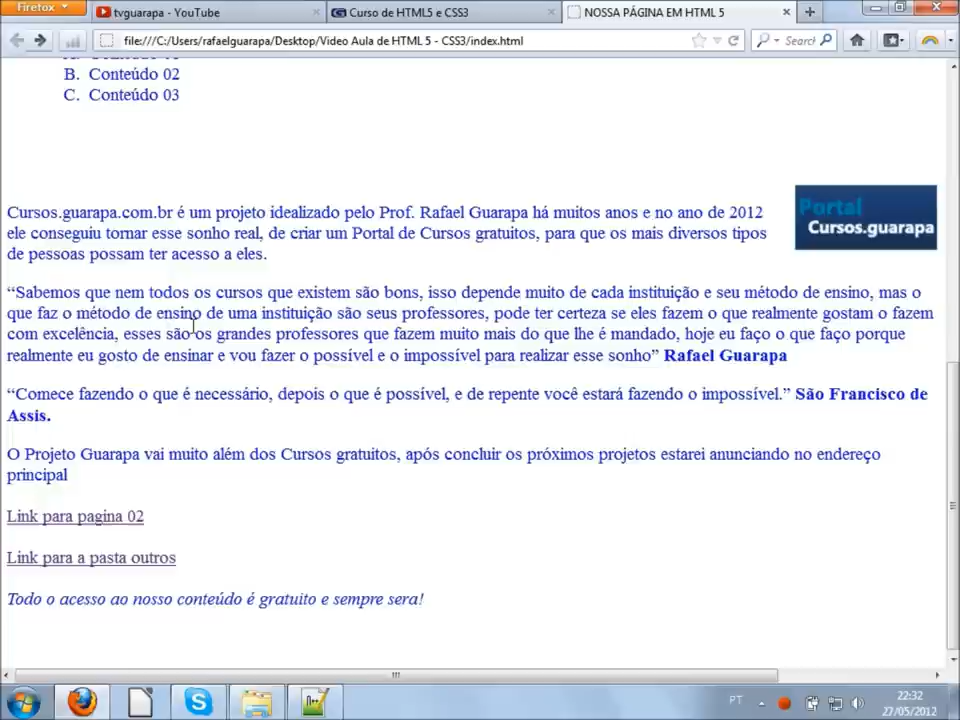 Firefox
tvguarapa - YouTube
Curso de HTML5 e CSS3
NOSSA PÁGINA EM HTML 5
file:///C:/Users/rafaelguarapa/Desktop/Video Aula de HTML 5 - CSS3/index.html
Search
B. Conteúdo 02
C. Conteúdo 03
Portal
Cursos.guarapa
Cursos.guarapa.com.br é um projeto idealizado pelo Prof. Rafael Guarapa há muitos anos e no ano de 2012
ele conseguiu tornar esse sonho real, de criar um Portal de Cursos gratuitos, para que os mais diversos tipos
de pessoas possam ter acesso a eles.
“Sabemos que nem todos os cursos que existem são bons, isso depende muito de cada instituição e seu método de ensino, mas o
que faz o método de ensino de uma instituição são seus professores, pode ter certeza se eles fazem o que realmente gostam o fazem
com excelência, esses são os grandes professores que fazem muito mais do que lhe é mandado, hoje eu faço o que faço porque
realmente eu gosto de ensinar e vou fazer o possível e o impossível para realizar esse sonho” Rafael Guarapa
“Comece fazendo o que é necessário, depois o que é possível, e de repente você estará fazendo o impossível.” São Francisco de
Assis.
O Projeto Guarapa vai muito além dos Cursos gratuitos, após concluir os próximos projetos estarei anunciando no endereço
principal
Link para pagina 02
Link para a pasta outros
Todo o acesso ao nosso conteúdo é gratuito e sempre sera!
PT
22:32
27/05/2012